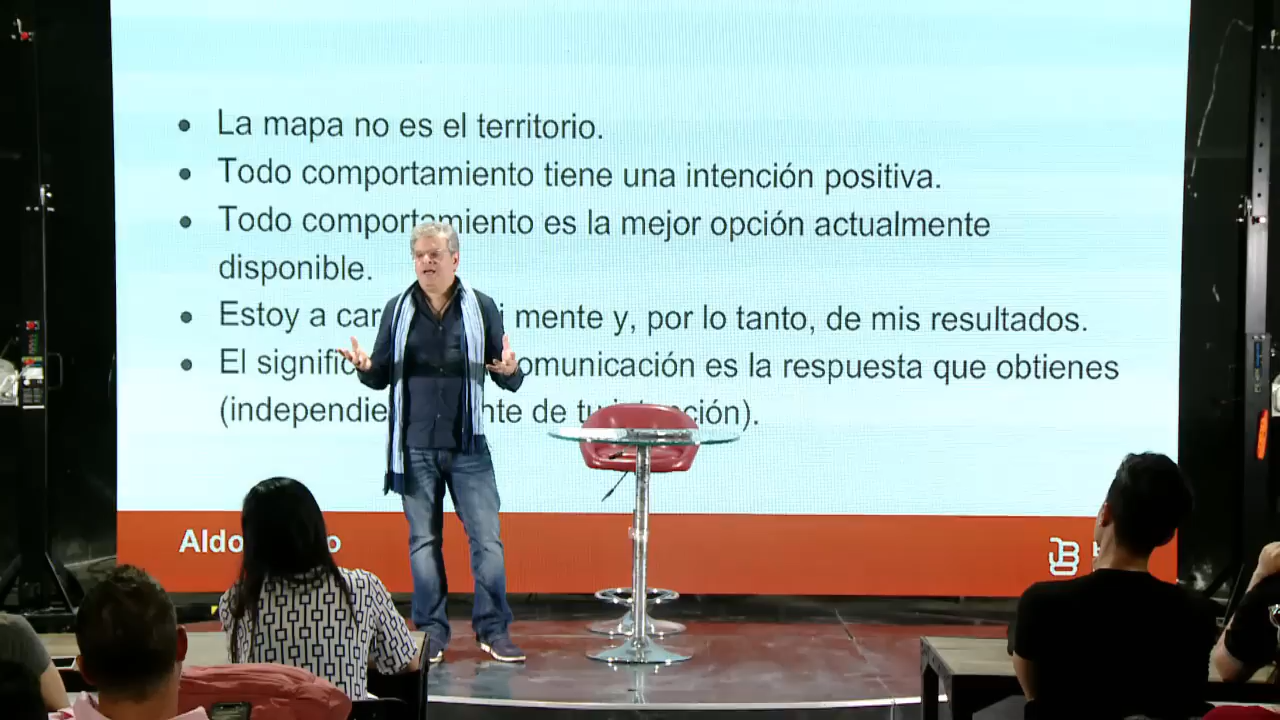 La mapa no es el territorio.
Todo comportamiento tiene una intención positiva.
Todo comportamiento es la mejor opción actualmente
disponible.
Estoy a mente y, por lo tanto, de mis resultados.
El es la respuesta que obtienes
de
Aldo